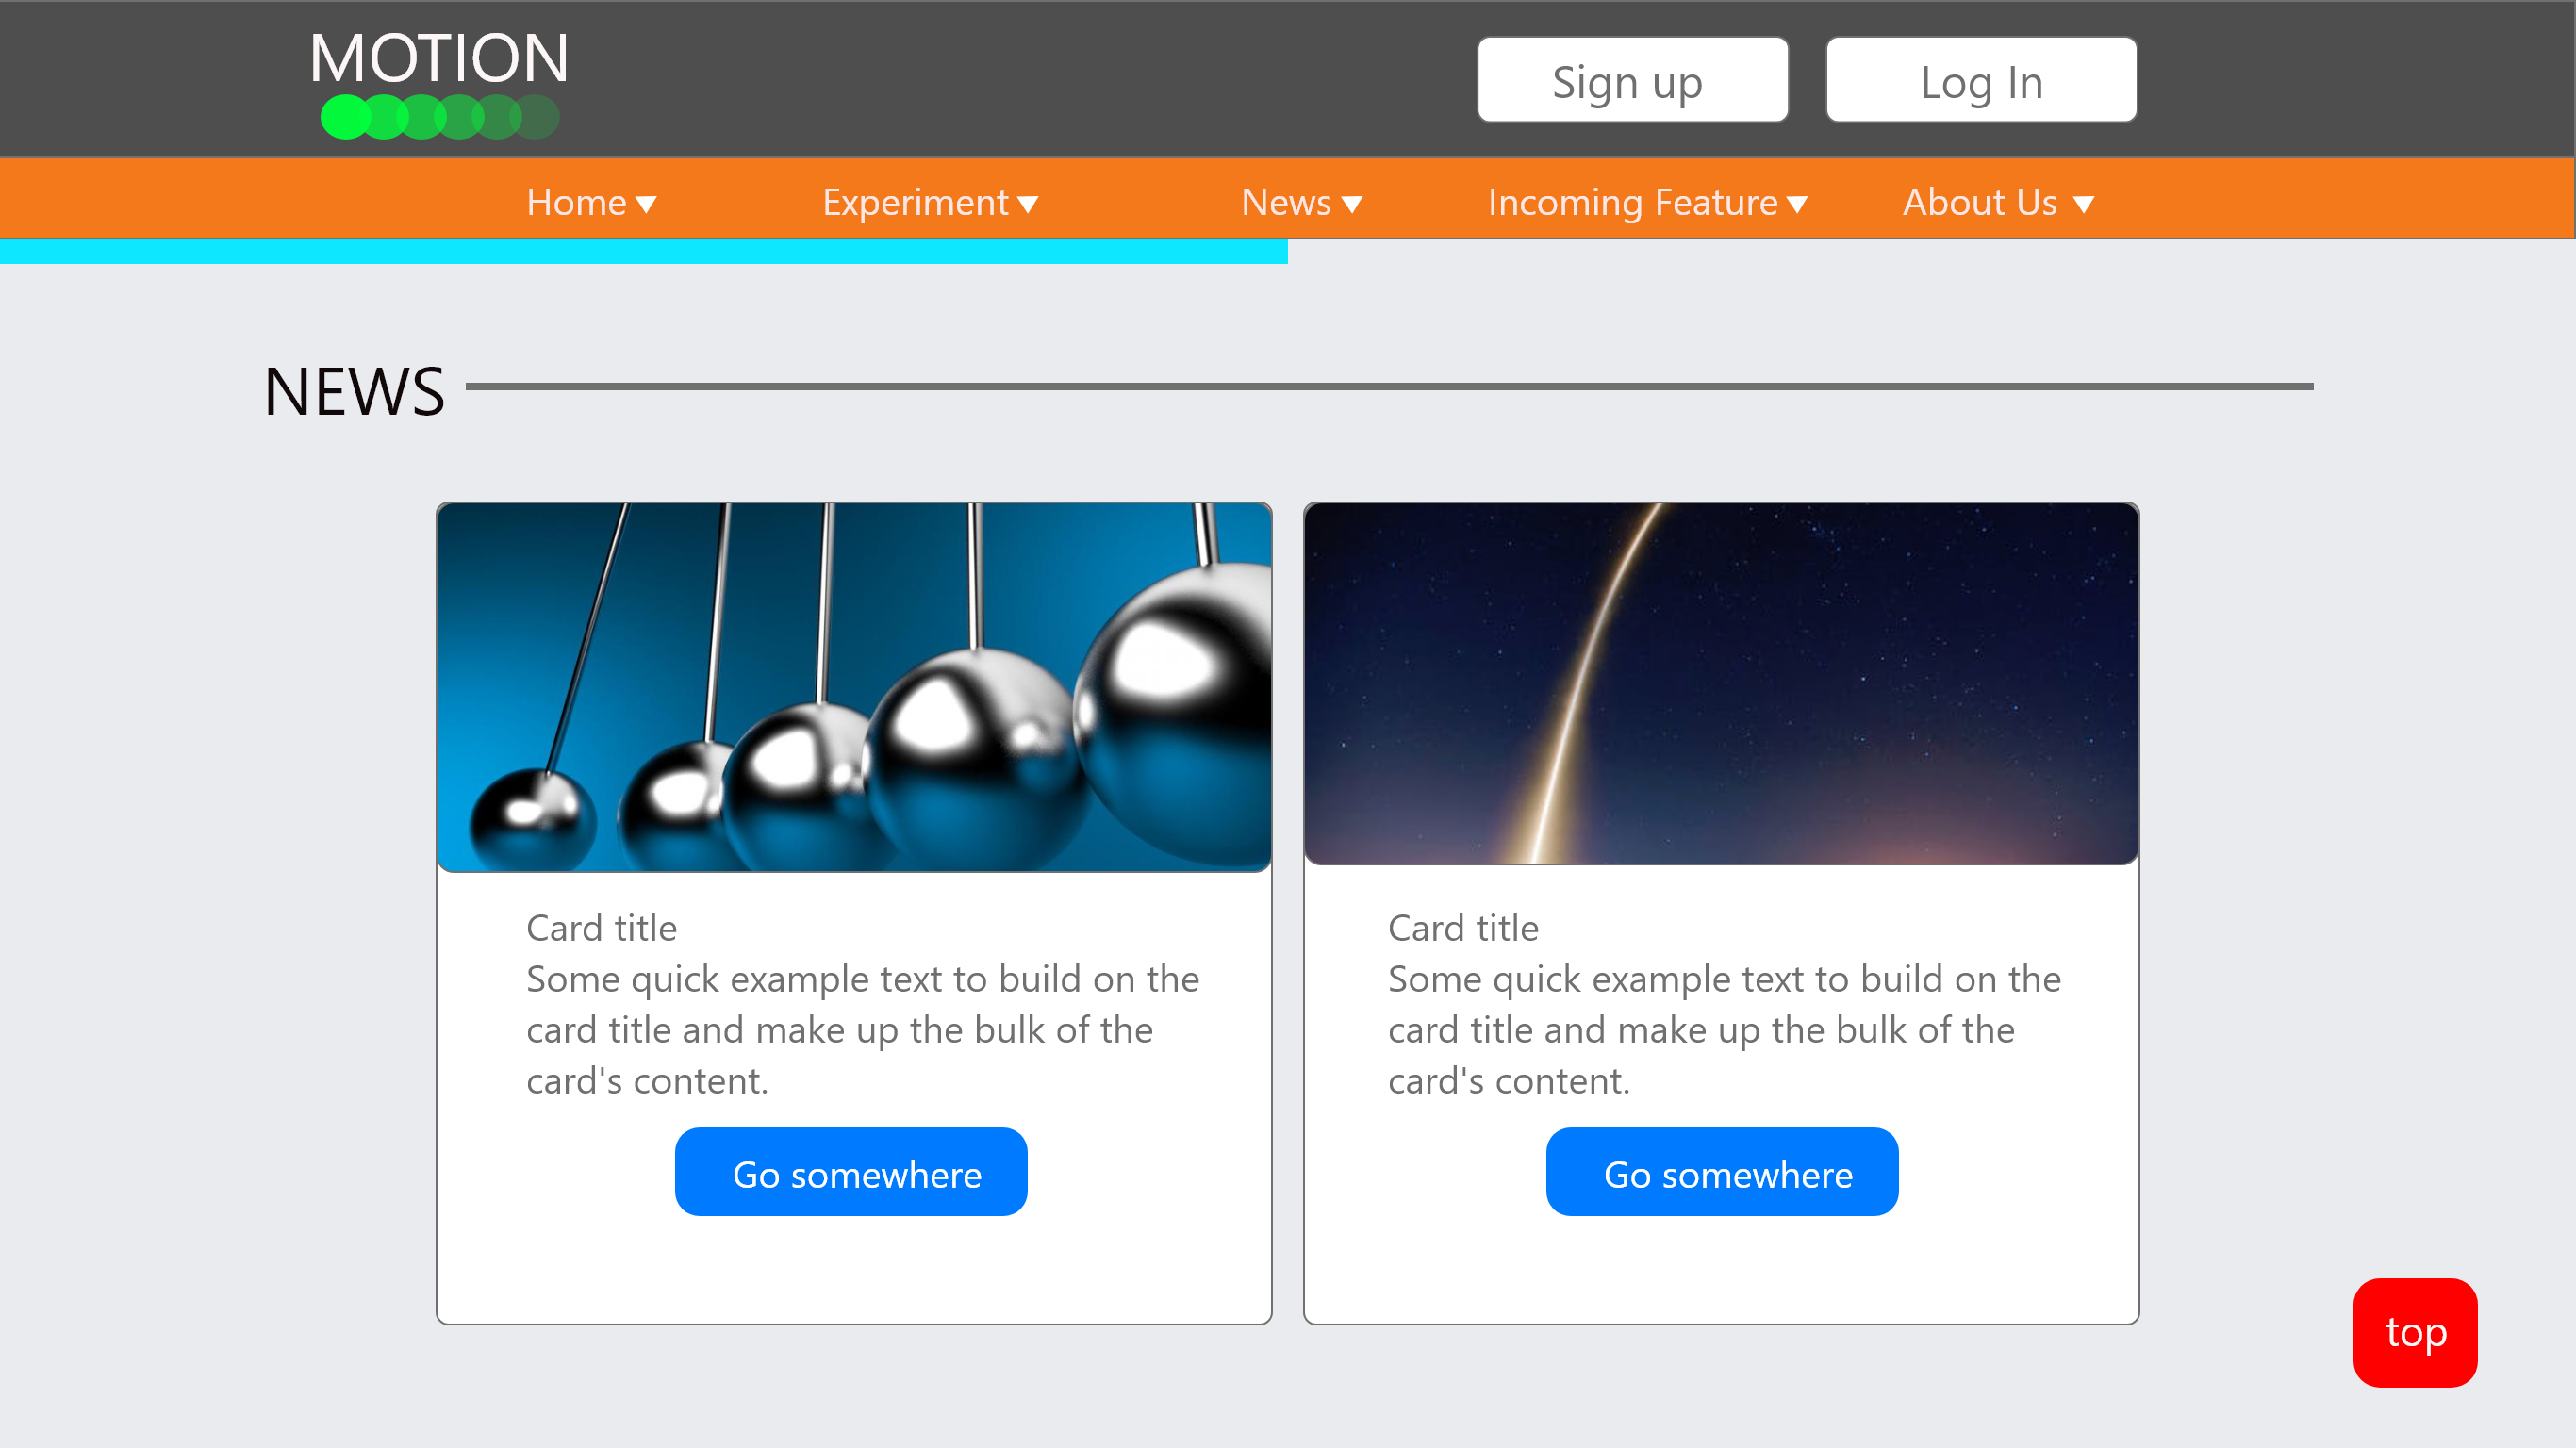 MOTION
Sign up
Log In
Home
Experiment
News
Incoming Feature
About Us
NEWS
Card title
Some quick example text to build on the
card title and make up the bulk of the
card's content.
Go somewhere
Card title
Some quick example text to build on the
card title and make up the bulk of the
card's content.
Go somewhere
top